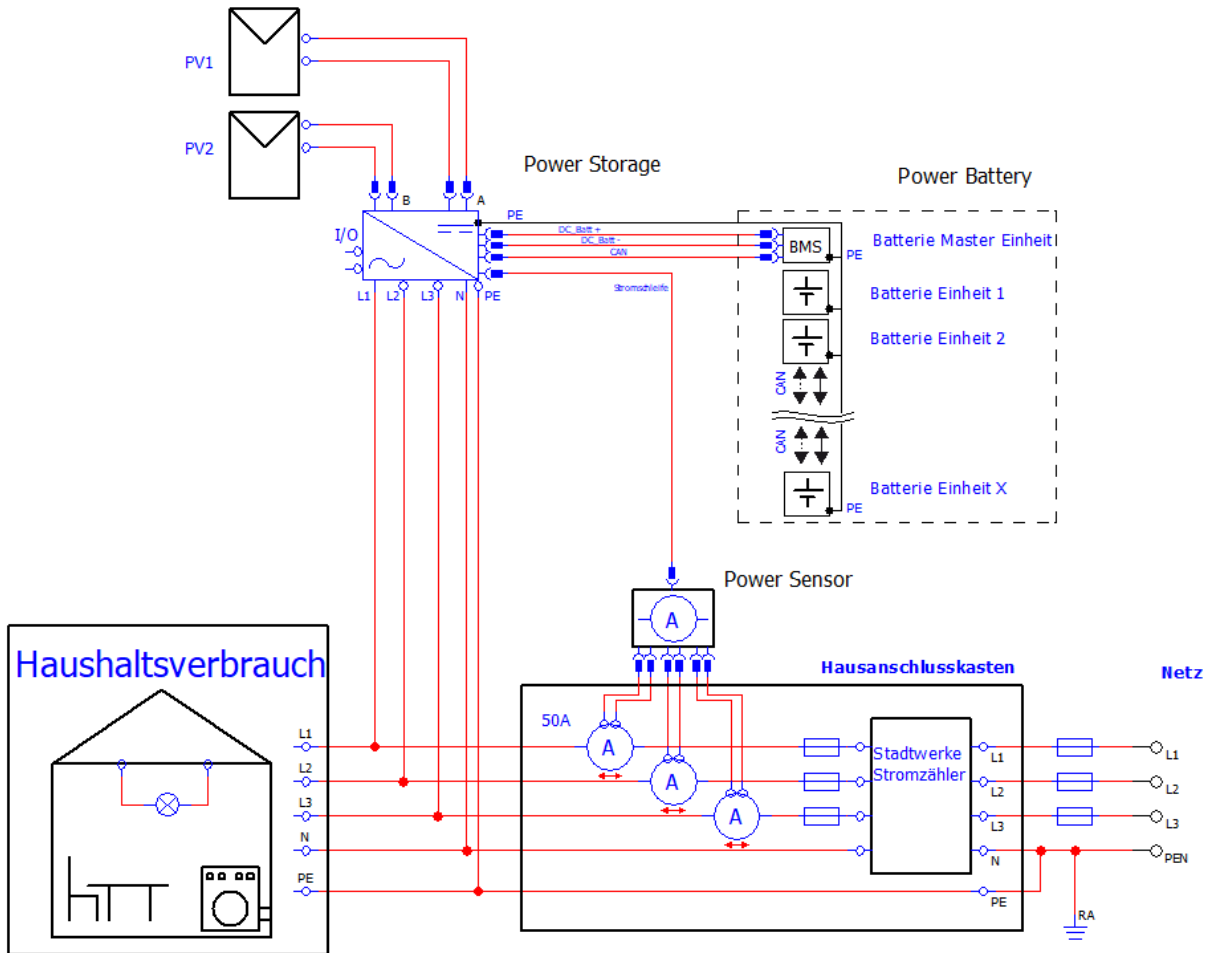 PV1
PV2
Power Storage
Power Battery
B
A
PE
I/O
DC_Batt +
DC_Batt -
CAN
Stromschleife
L1
L2
L3
N
PE
BMS
PE
Batterie Master Einheit
Batterie Einheit 1
Batterie Einheit 2
CAN
CAN
Batterie Einheit X
PE
Power Sensor
A
Haushaltsverbrauch
Hausanschlusskasten
Netz
50A
L1
A
Stadtwerke
Stromzähler
L1
L1
L2
A
L2
L2
L3
A
L3
L3
N
N
PEN
PE
PE
RA